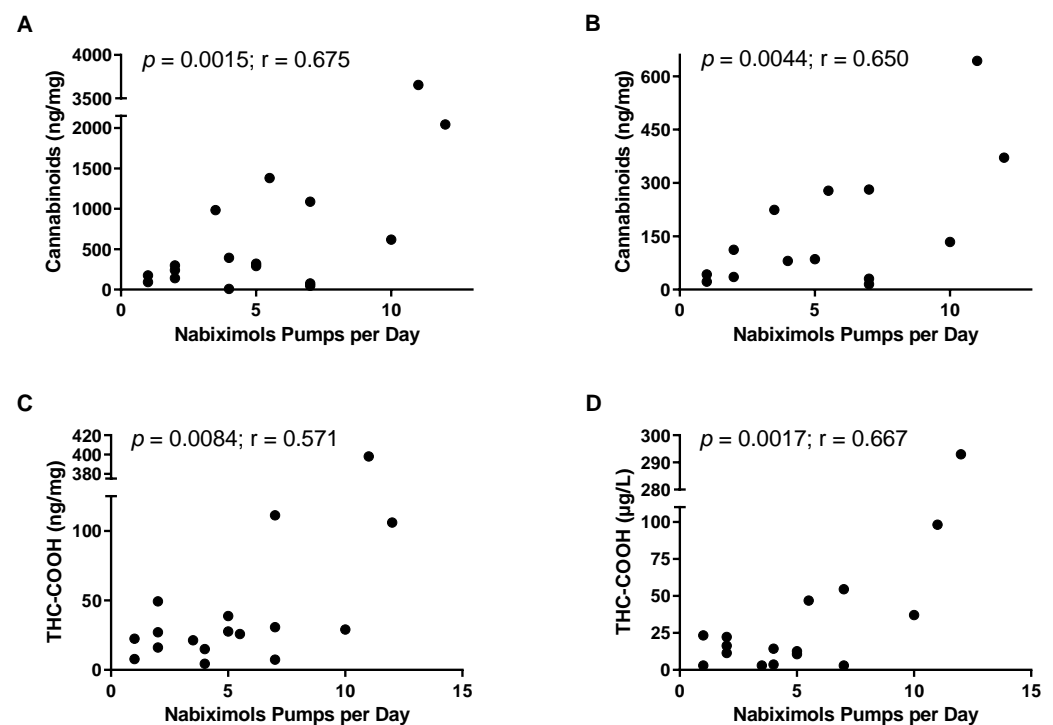 A
p = 0.0015; r = 0.675
Cannabinoids (ng/mg)
4000
3500
2000
1500
1000
500
0
0 5 10
Nabiximols Pumps per Day
B
p = 0.0044; r = 0.650
Cannabinoids (ng/mg)
600
450
300
150
0
0 5 10
Nabiximols Pumps per Day
C
p = 0.0084; r = 0.571
THC-COOH (ng/mg)
420
400
380
100
50
0
0 5 10 15
Nabiximols Pumps per Day
D
p = 0.0017; r = 0.667
THC-COOH (µg/L)
300
290
280
100
75
50
25
0
0 5 10 15
Nabiximols Pumps per Day